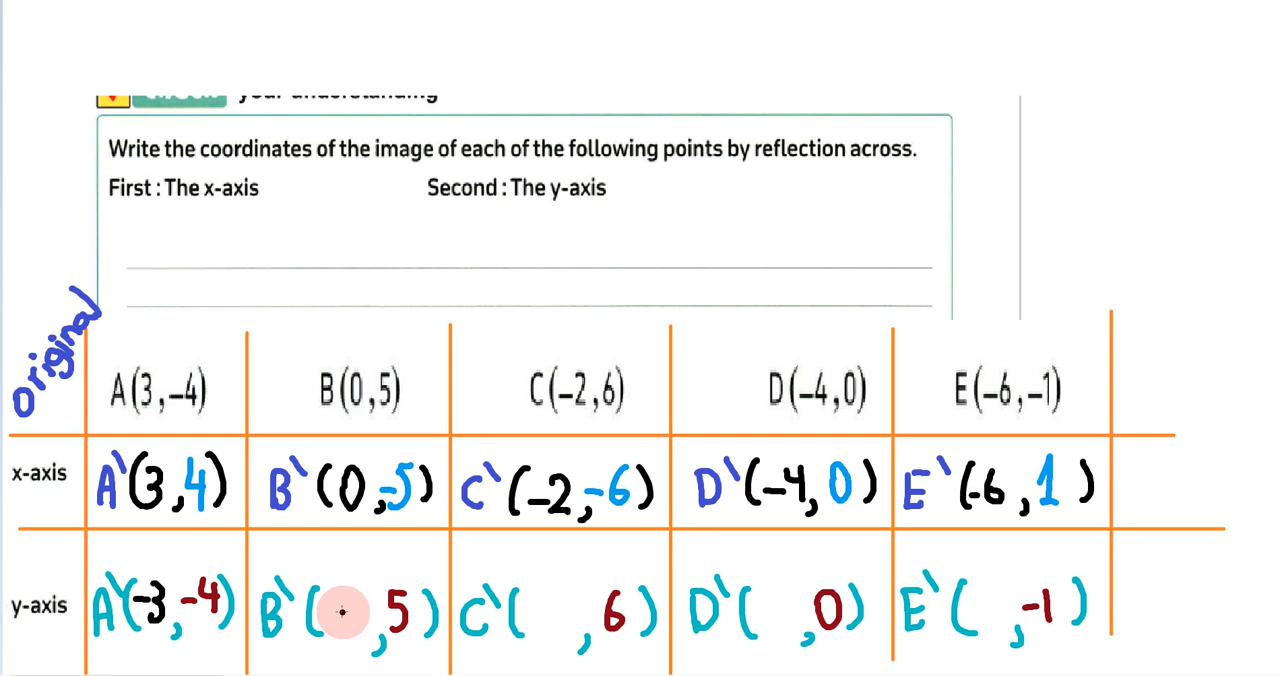 your understanding
Write the coordinates of the image of each of the following points by reflection across.
First : The x-axis Second : The y-axis
original A(3,-4) B(0,5) C(-2,6) D(-4,0) E(-6,-1)
x-axis A`(3,4) B`(0,-5) C`(-2,-6) D`(-4,0) E`(-6,1)
y-axis A`(-3,-4) B`( ,5) C`( ,6) D`( ,0) E`( ,-1)